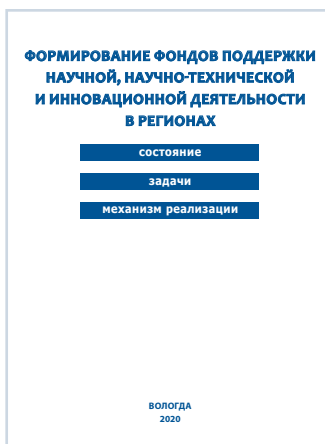 ФОРМИРОВАНИЕ ФОНДОВ ПОДДЕРЖКИ
НАУЧНОЙ, НАУЧНО-ТЕХНИЧЕСКОЙ
И ИННОВАЦИОННОЙ ДЕЯТЕЛЬНОСТИ
В РЕГИОНАХ
состояние
задачи
механизм реализации
ВОЛОГДА
2020